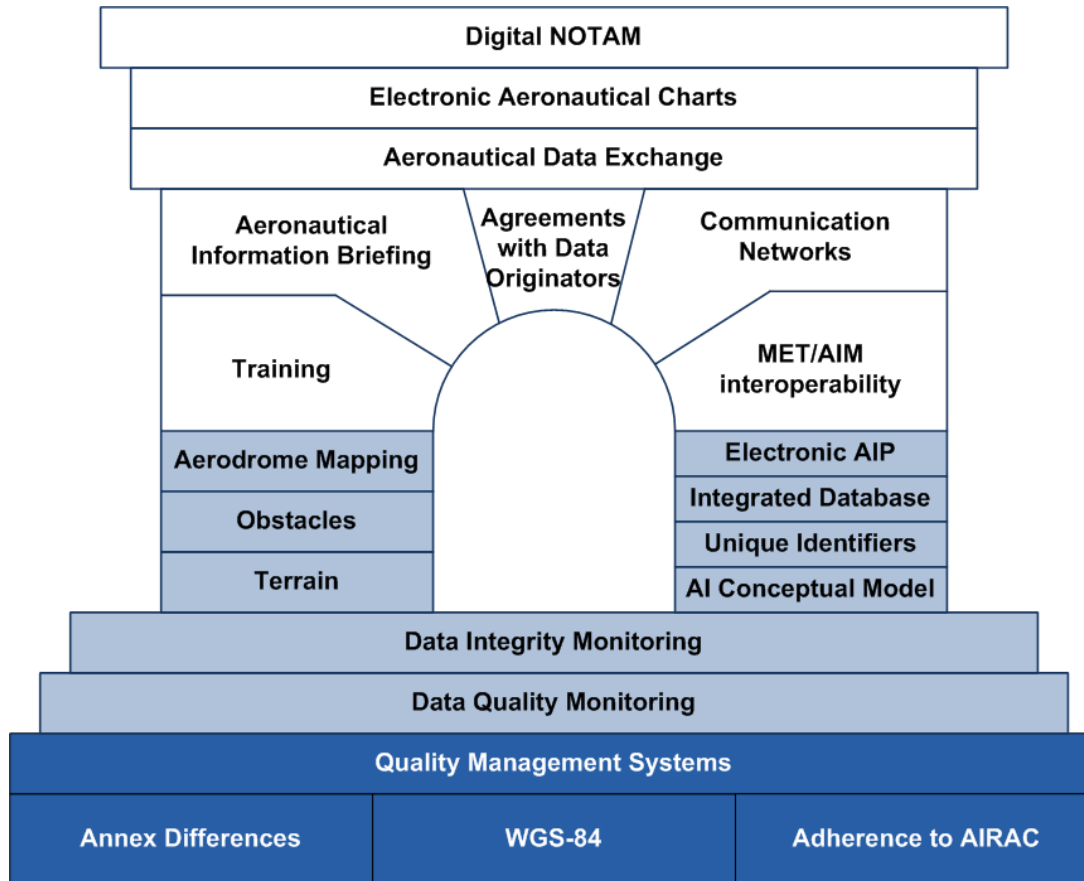 Digital NOTAM
Electronic Aeronautical Charts
Aeronautical Data Exchange
Aeronautical
Information Briefing
Agreements
with Data
Originators
Communication
Networks
Training
MET/AIM
interoperability
Aerodrome Mapping
Obstacles
Terrain
Electronic AIP
Integrated Database
Unique Identifiers
AI Conceptual Model
Data Integrity Monitoring
Data Quality Monitoring
Quality Management Systems
Annex Differences
WGS-84
Adherence to AIRAC